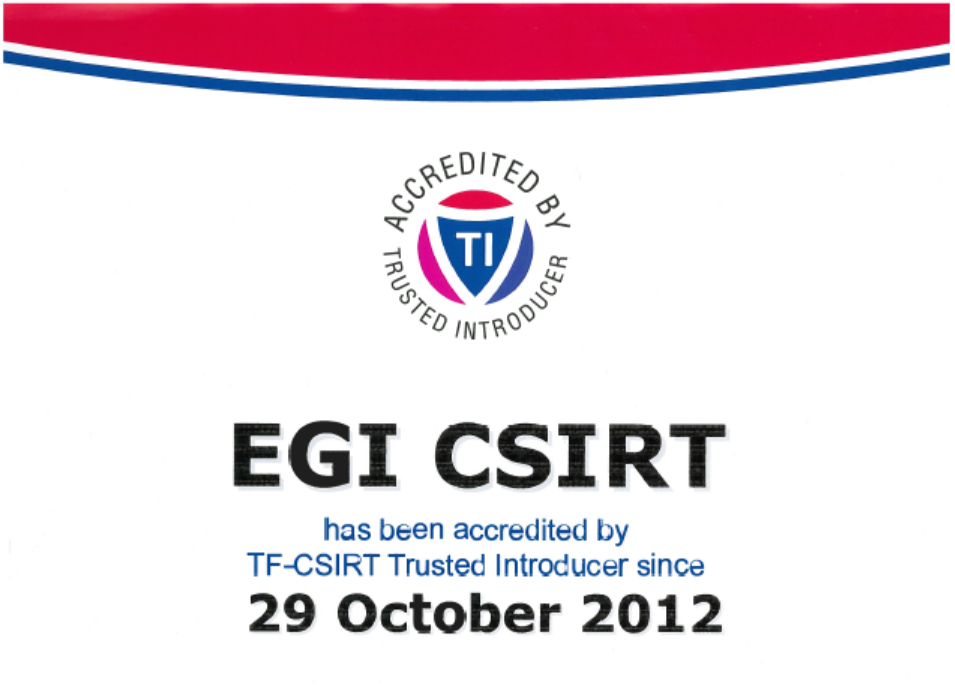 ACCREDITED BY
TI
TRUSTED INTRODUCER
EGI CSIRT
has been accredited by
TF-CSIRT Trusted Introducer since
29 October 2012